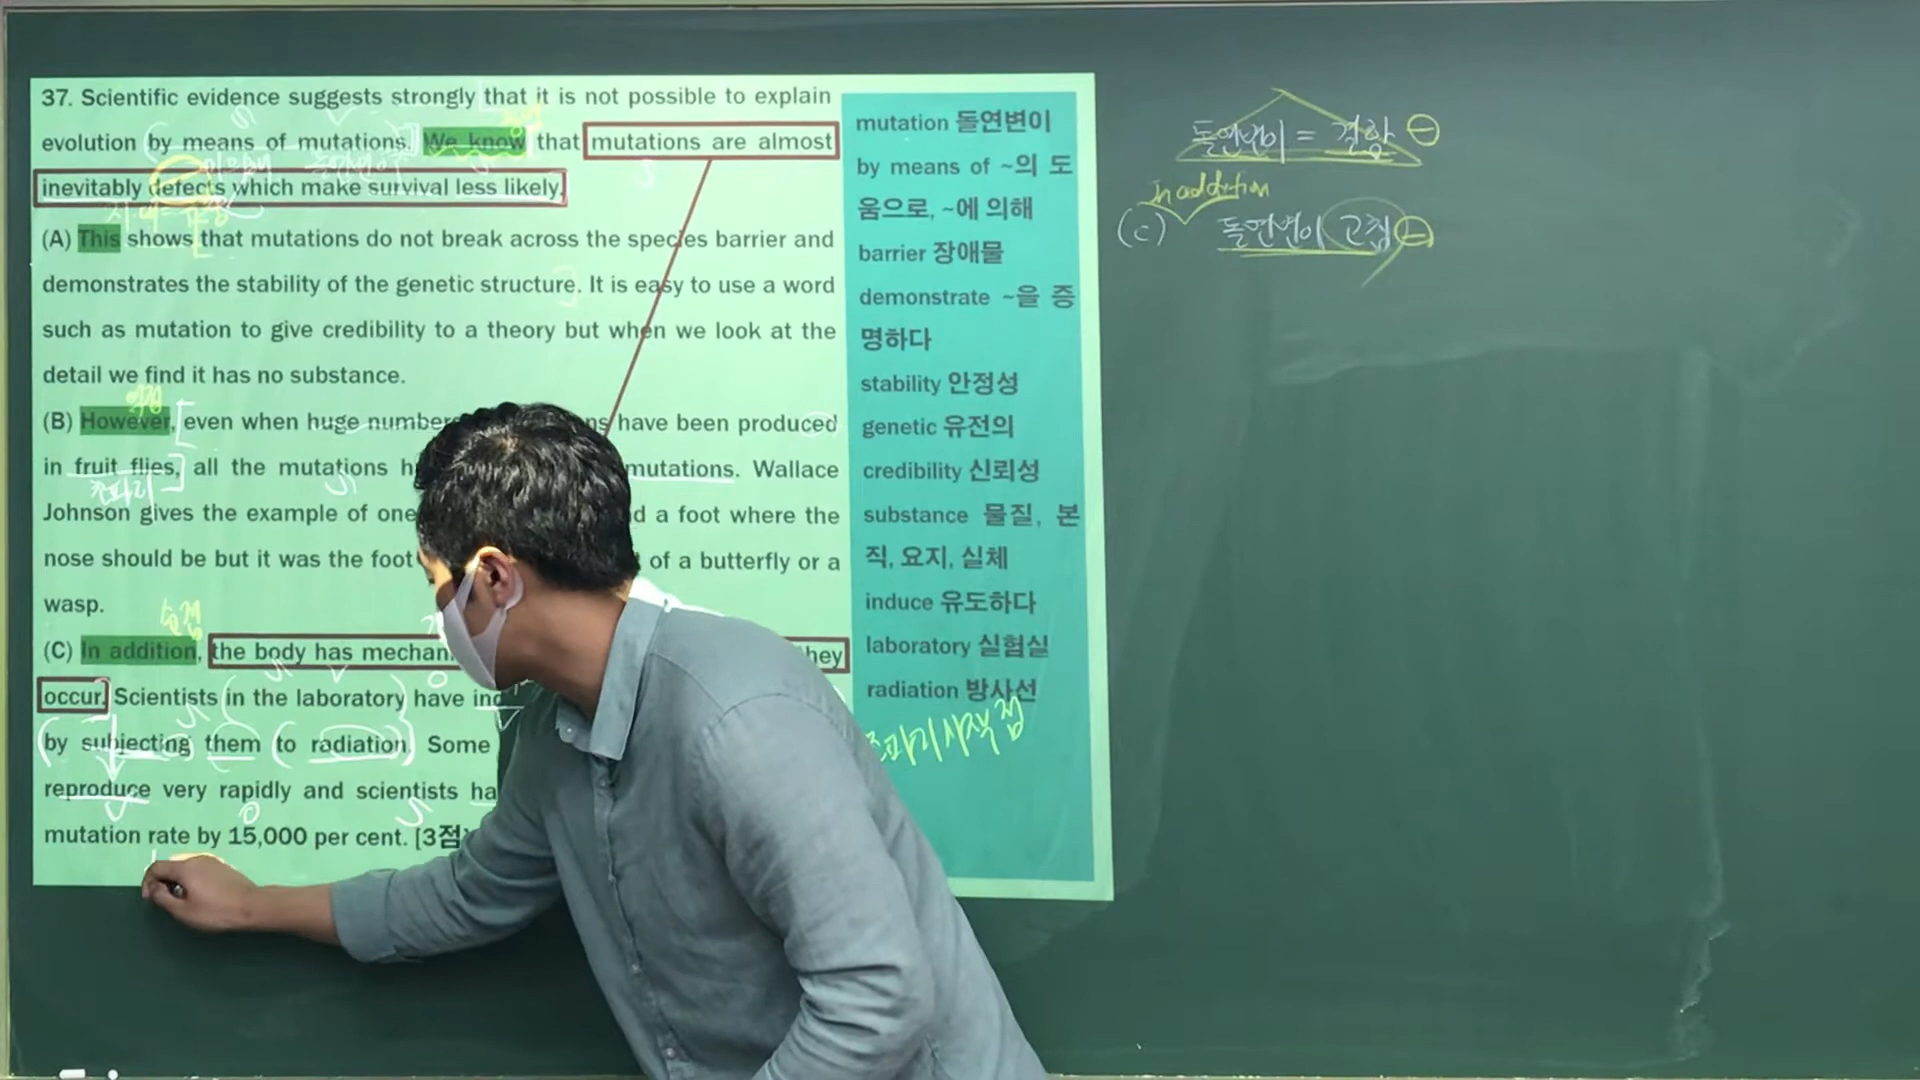 37. Scientific evidence suggests strongly that it is not possible to explain
evolution by means of mutations. We know that mutations are almost
inevitably defects which make survival less likely.
(A) This shows that mutations do not break across the species barrier and
demonstrates the stability of the genetic structure. It is easy to use a word
such as mutation to give credibility to a theory but when we look at the
detail we find it has no substance.
역접
(B) However, even when huge have been produced
in fruit flies, all the mutations mutations. Wallace
초파리
Johnson gives the example of one a foot where the
nose should be but it was the foot of a butterfly or a
wasp.
순접
(C) In addition, the body has they
occur. Scientists in the laboratory have
by subjecting them to radiation. Some
reproduce very rapidly and scientists
mutation rate by 15,000 per cent. [3점]
mutation 돌연변이
by means of ~의 도
움으로, ~에 의해
barrier 장애물
demonstrate ~을 증
명하다
stability 안정성
genetic 유전의
credibility 신뢰성
substance 물질, 본
직, 요지, 실체
induce 유도하다
laboratory 실험실
radiation 방사선
돌연변이 = 결함 ⊖
In addition
(C) 돌연변이 고침 ⊖